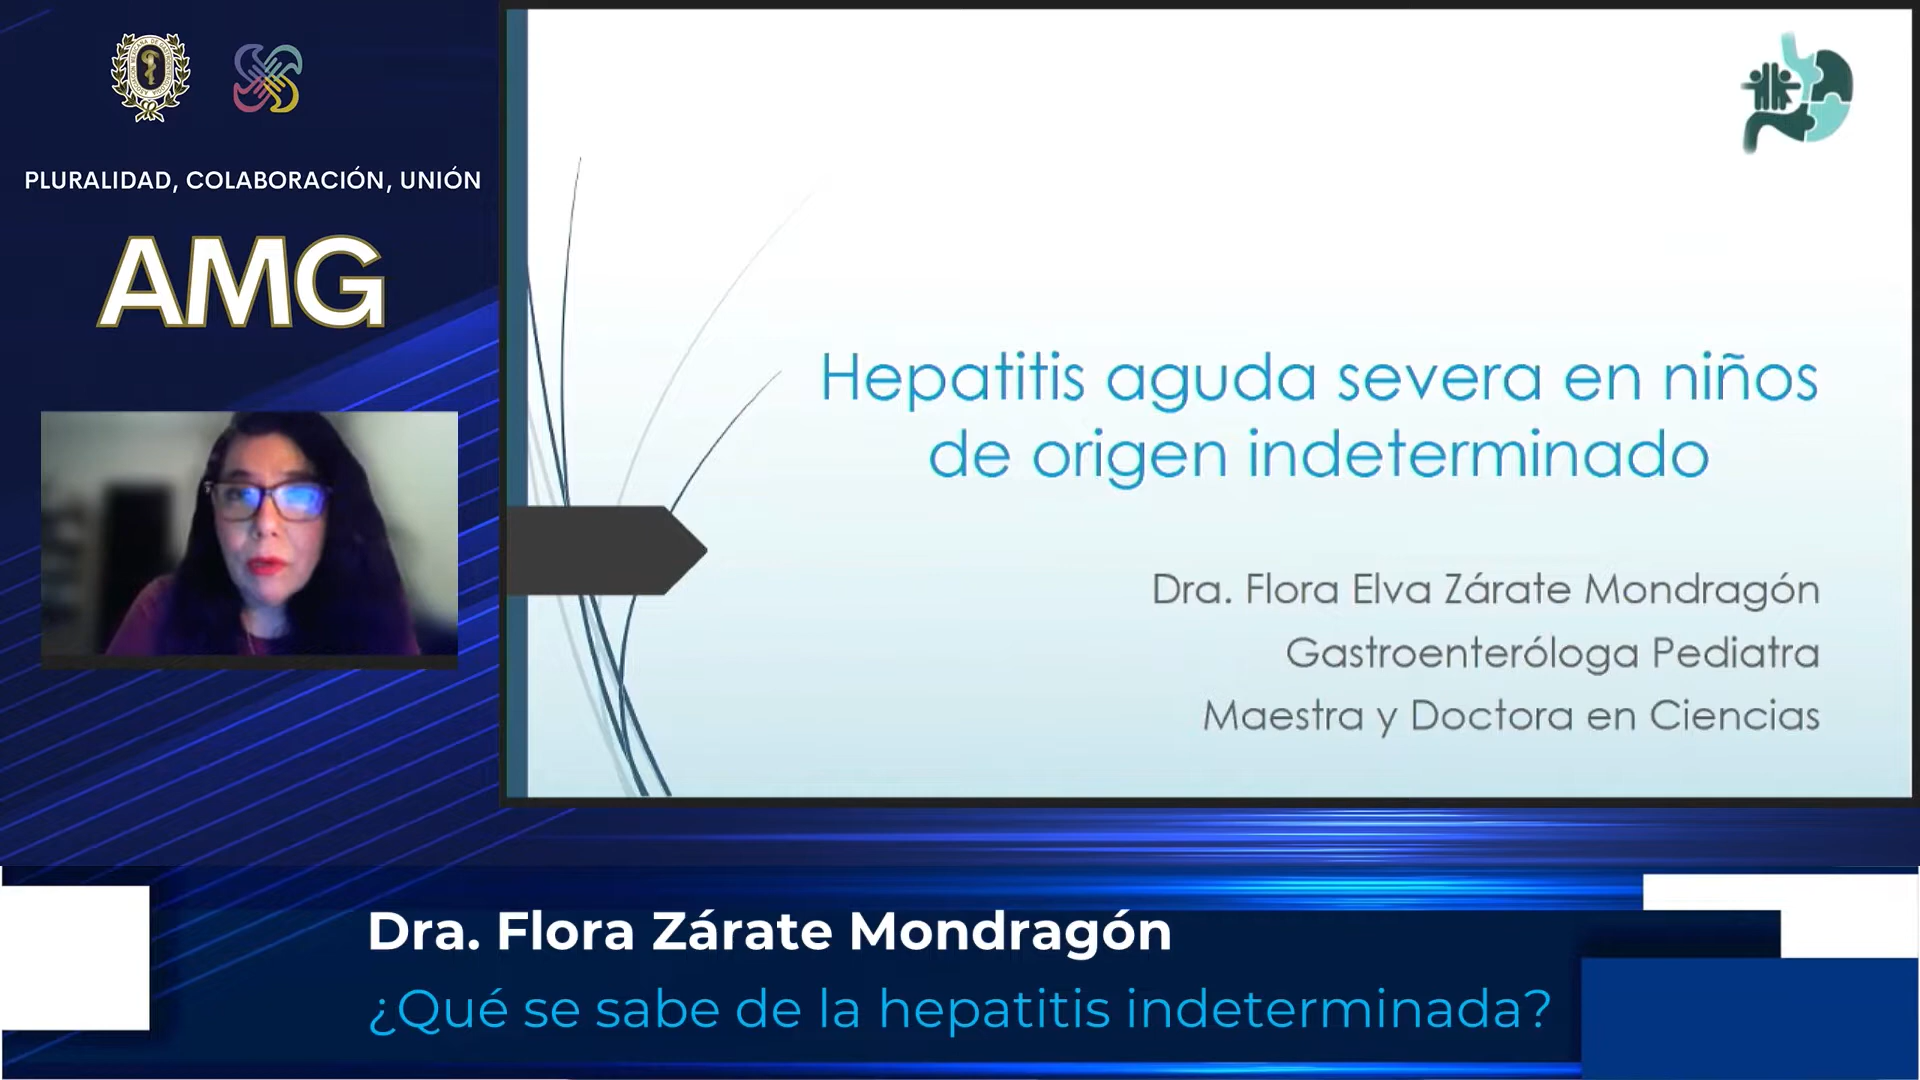 PLURALIDAD, COLABORACIÓN, UNIÓN
AMG
Hepatitis aguda severa en niños
de origen indeterminado
Dra. Flora Elva Zárate Mondragón
Gastroenteróloga Pediatra
Maestra y Doctora en Ciencias
Dra. Flora Zárate Mondragón
¿Qué se sabe de la hepatitis indeterminada?